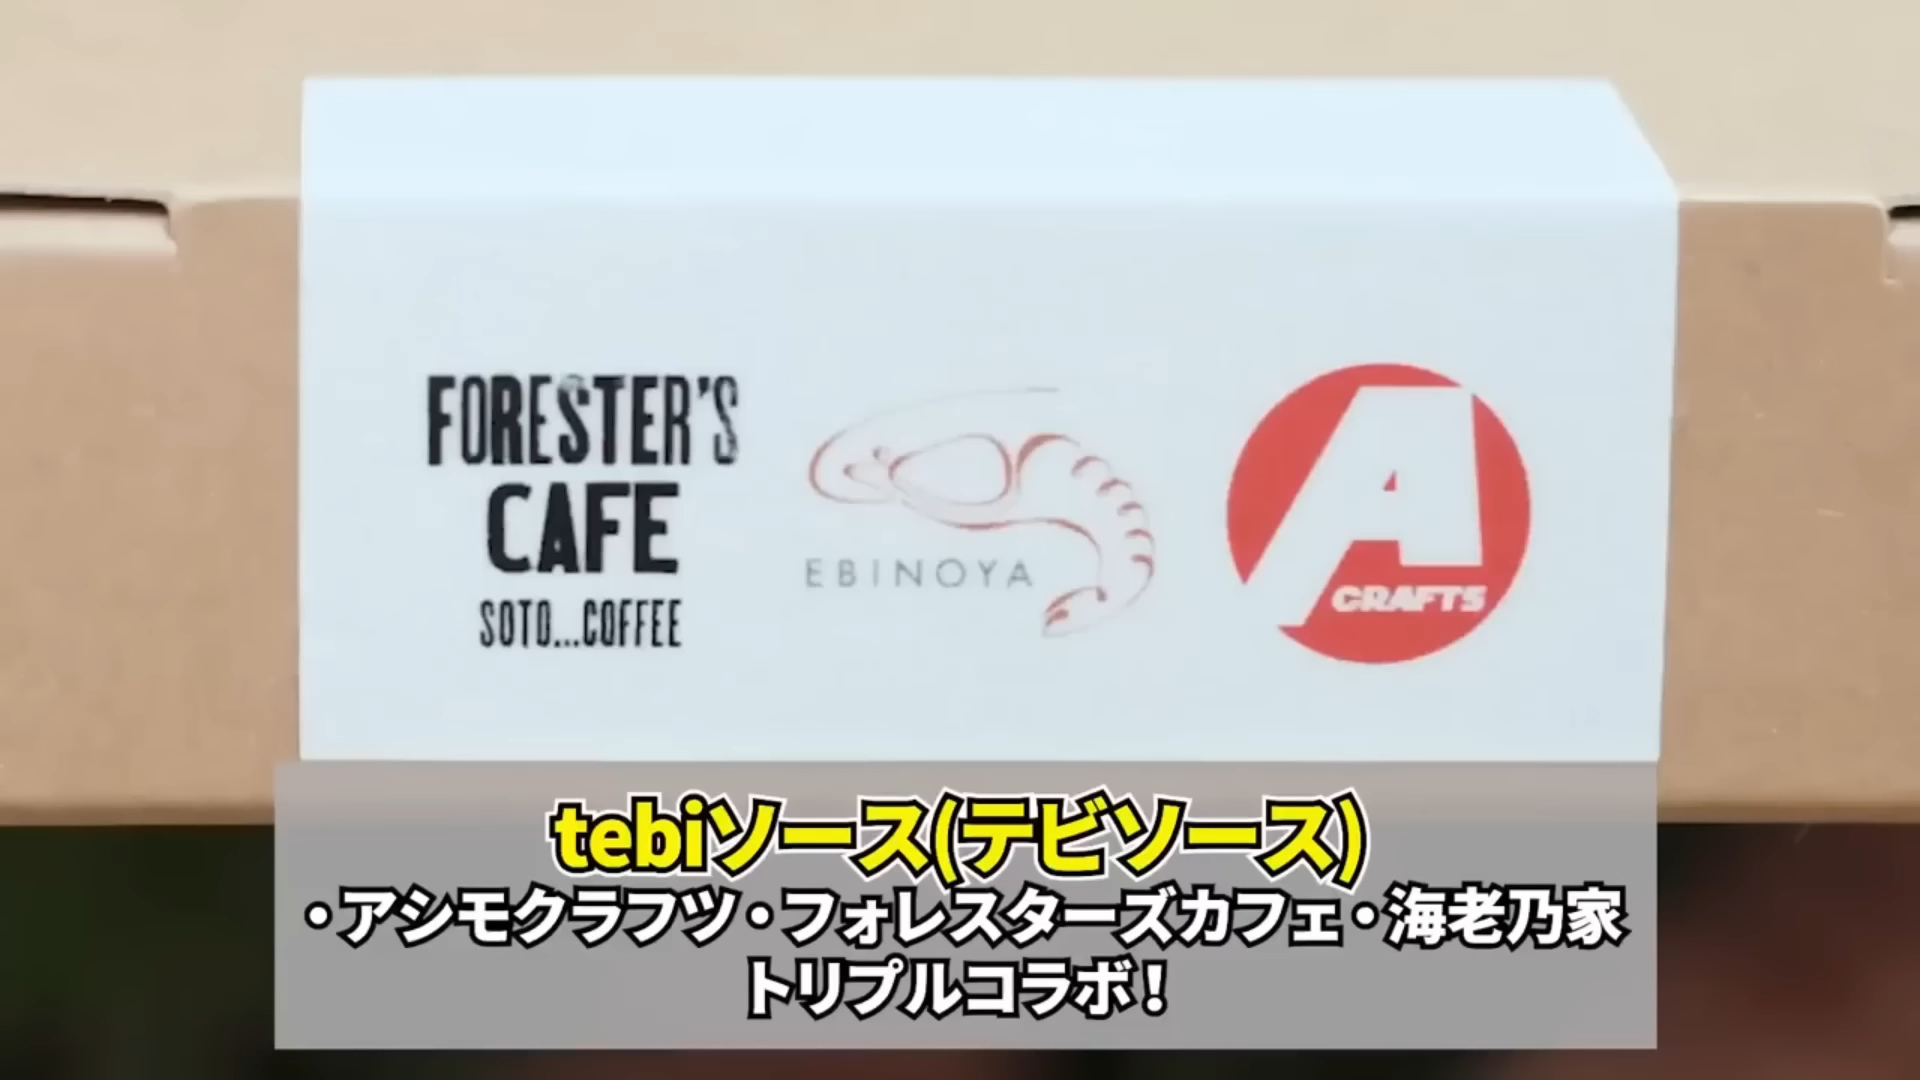 FORESTER'S
CAFE
SOTO...COFFEE
EBINOYA
A
CRAFTS
tebiソース(テビソース)
・アシモクラフツ・フォレスターズカフェ・海老乃家
トリプルコラボ！